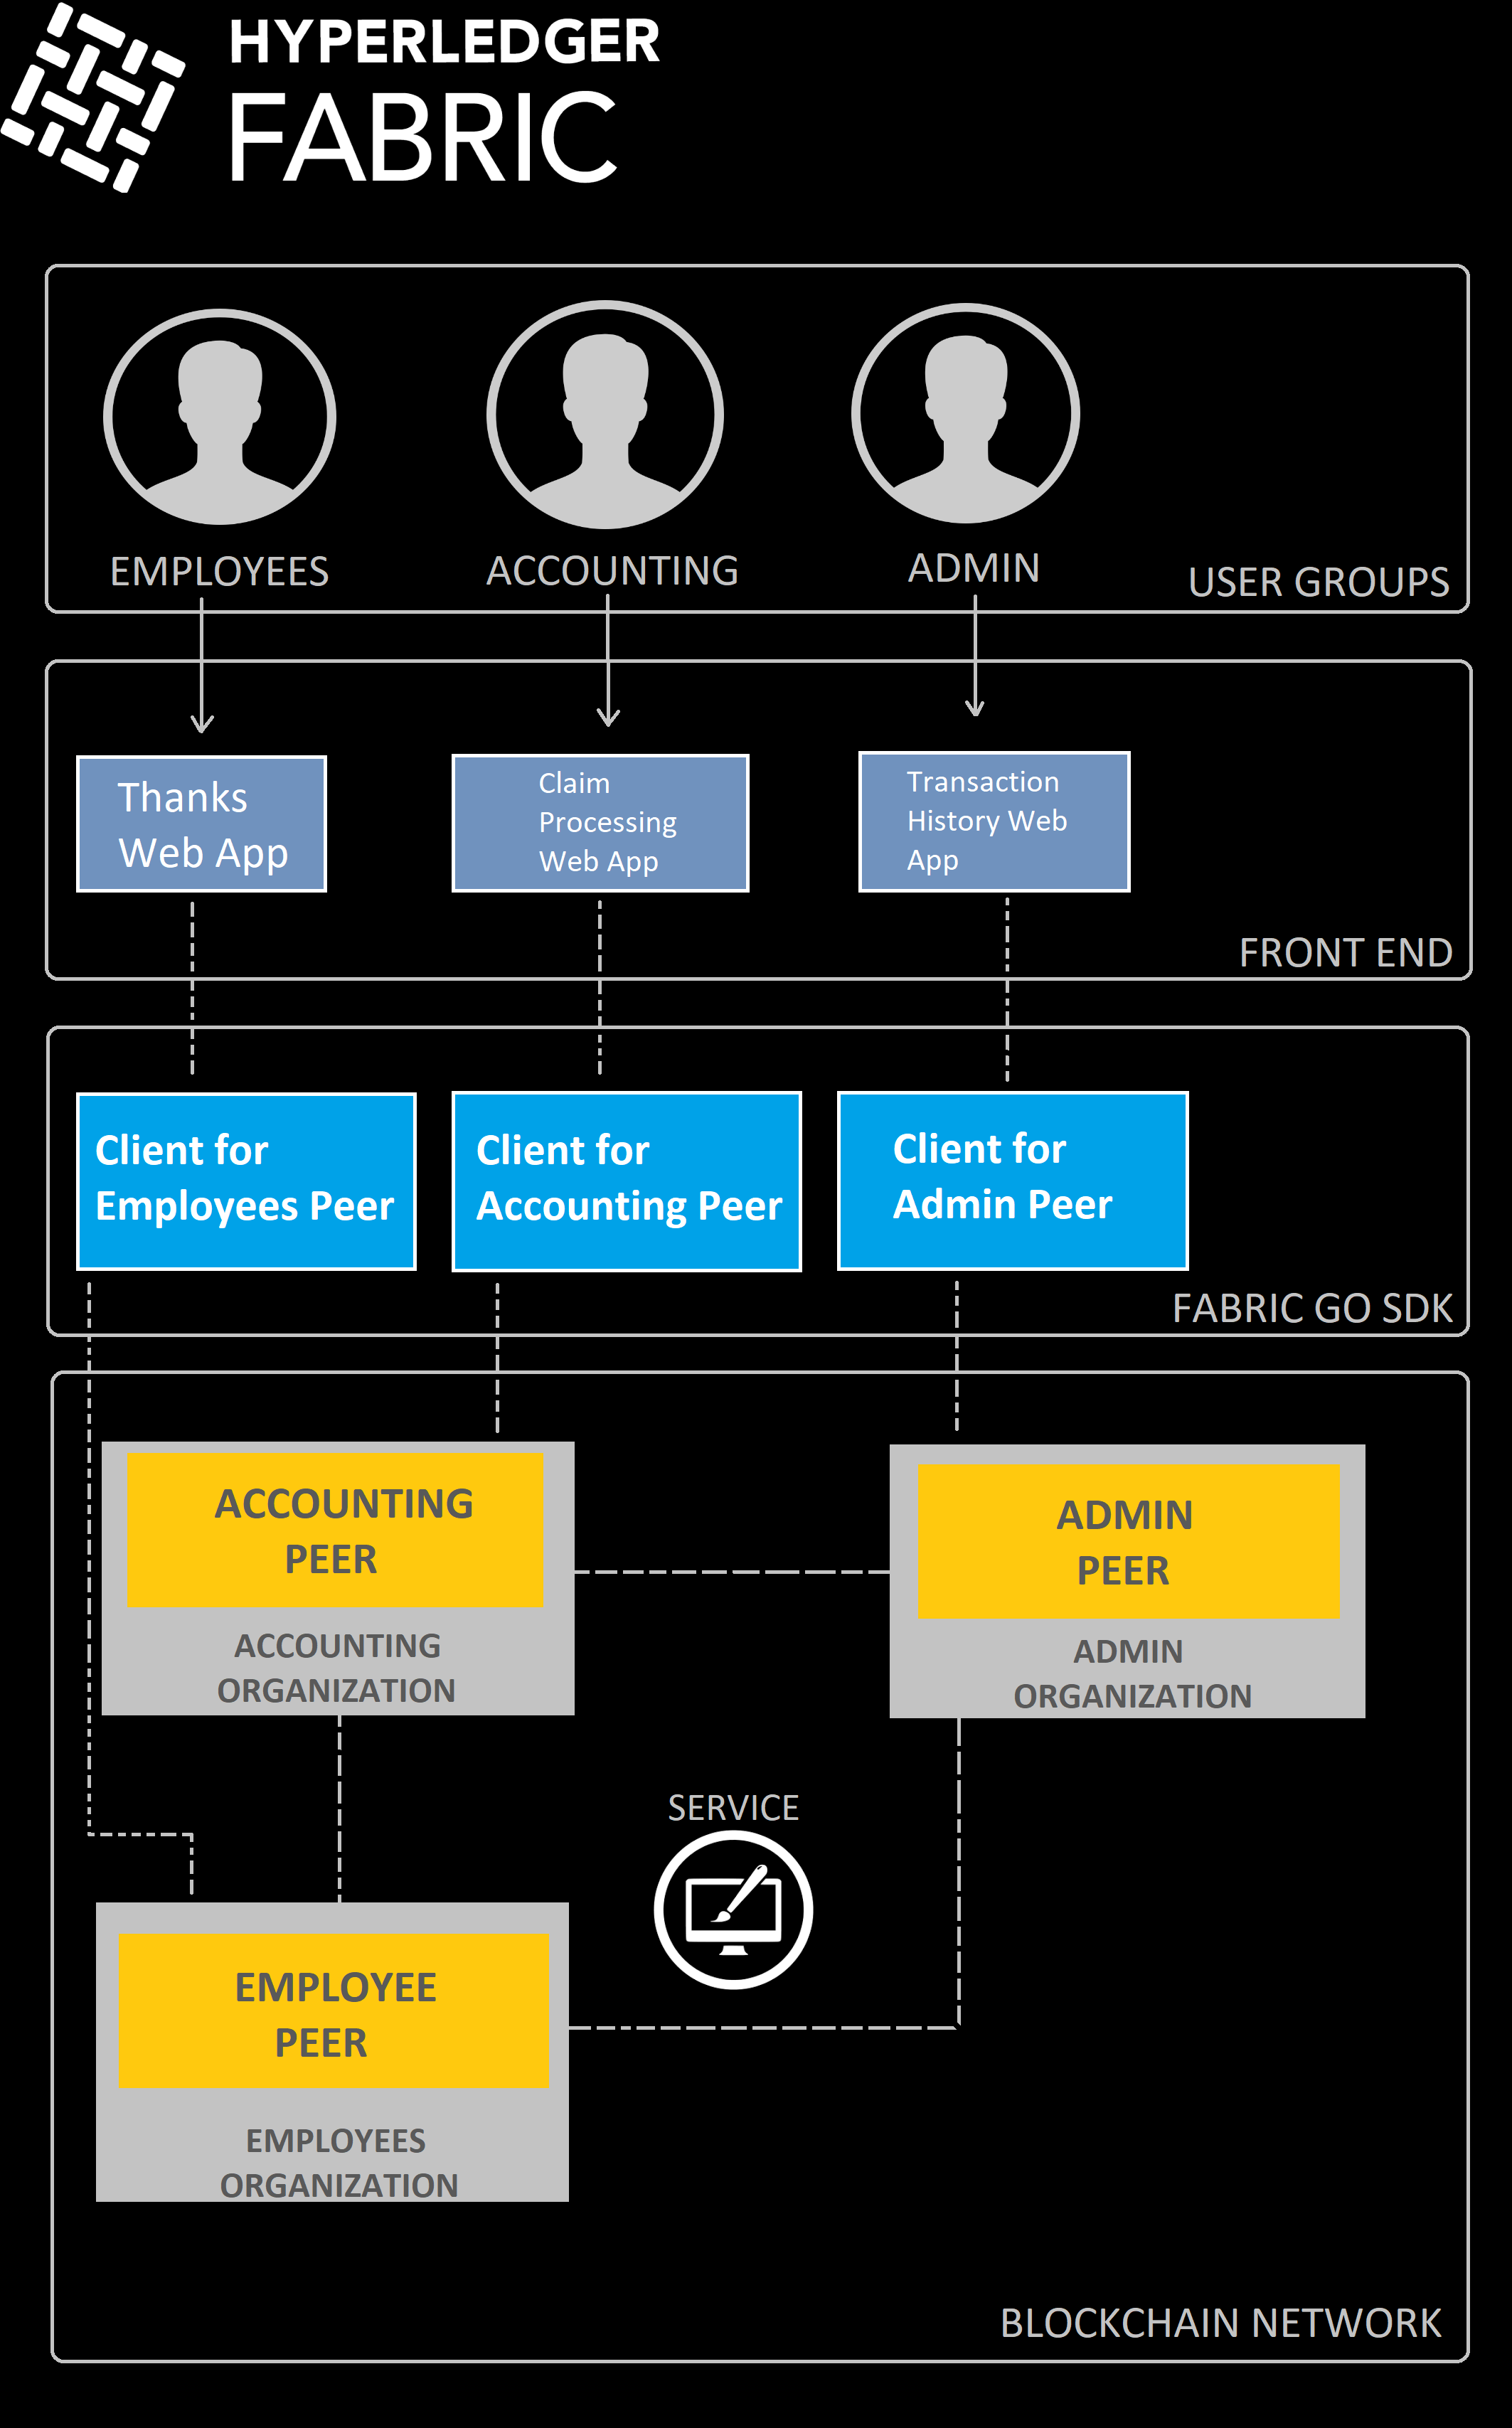 HYPERLEDGER
FABRIC
EMPLOYEES
ACCOUNTING
ADMIN
USER GROUPS
Thanks
Web App
Claim
Processing
Web App
Transaction
History Web
App
FRONT END
Client for
Employees Peer
Client for
Accounting Peer
Client for
Admin Peer
FABRIC GO SDK
ACCOUNTING
PEER
ACCOUNTING
ORGANIZATION
ADMIN
PEER
ADMIN
ORGANIZATION
SERVICE
EMPLOYEE
PEER
EMPLOYEES
ORGANIZATION
BLOCKCHAIN NETWORK